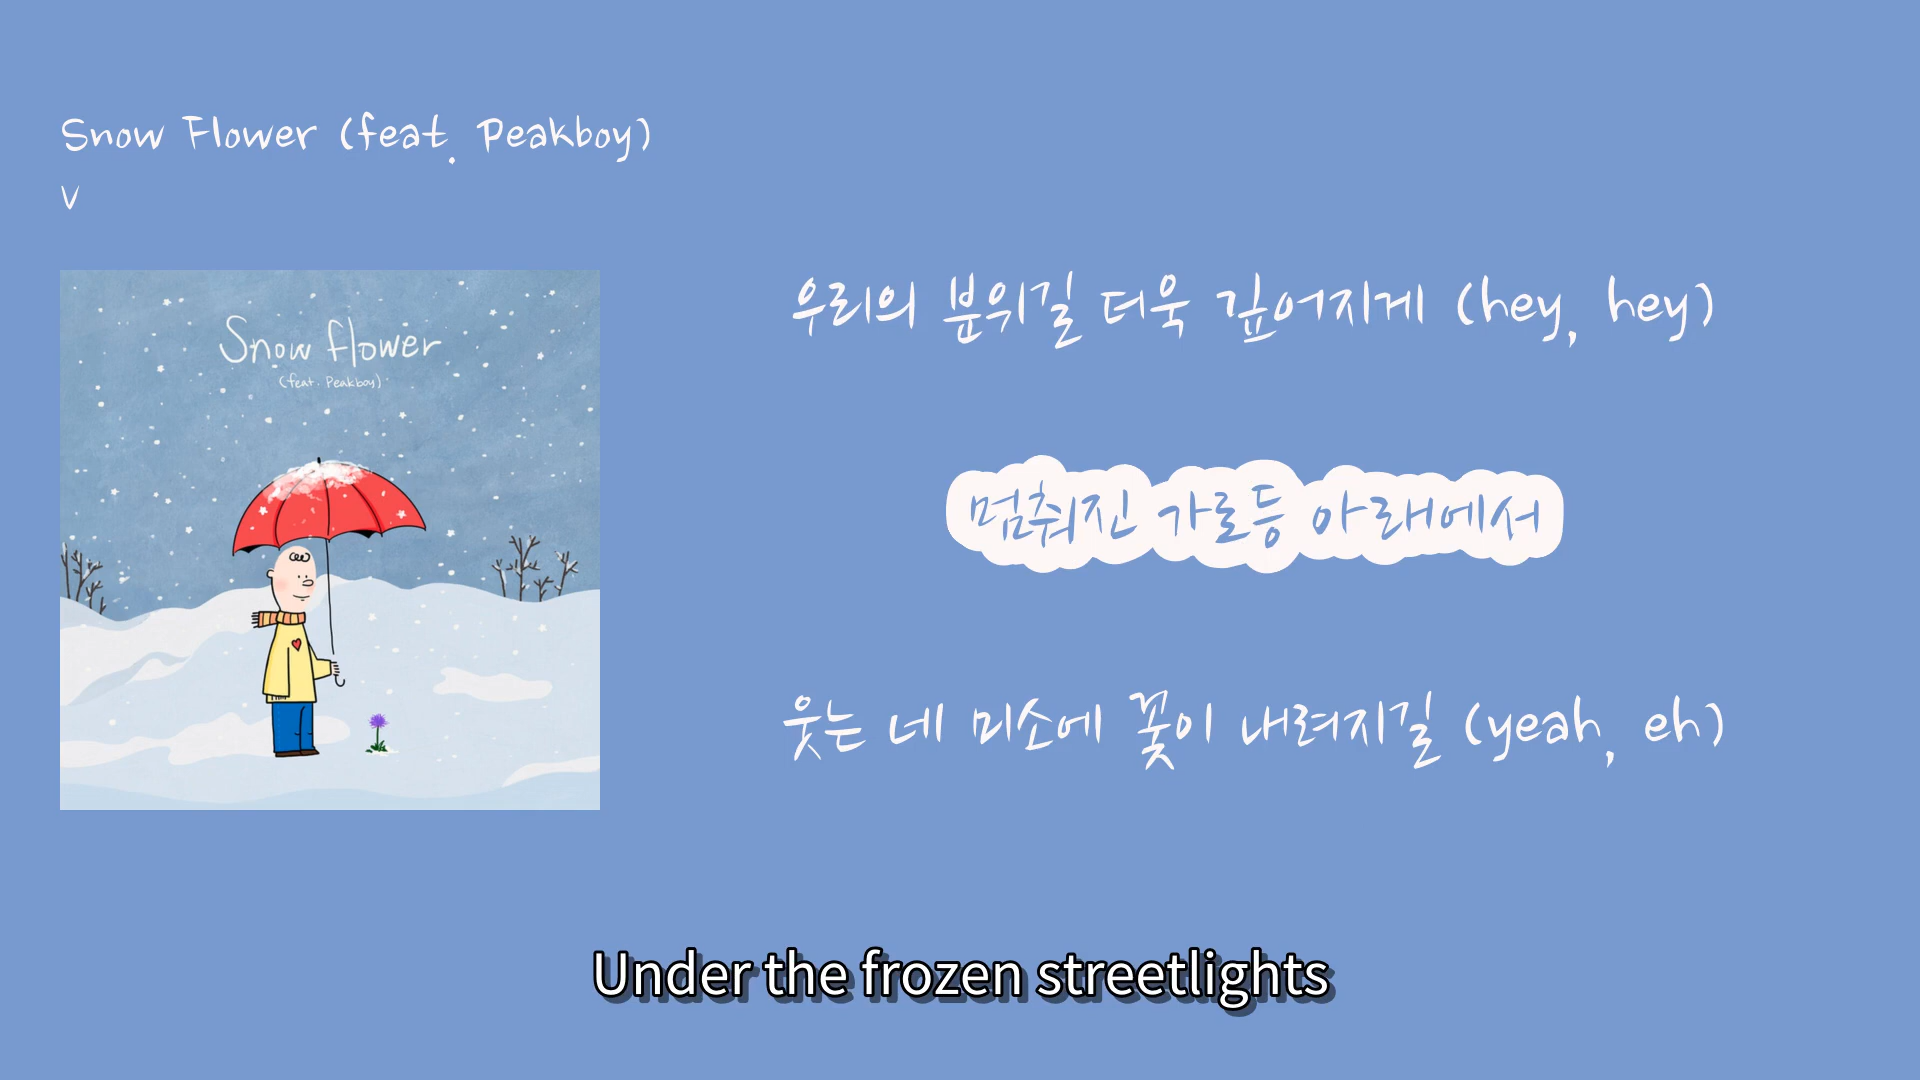 Snow Flower (feat. Peakboy)
V
Snow flower
(feat. Peakboy)
우리의 분위길 더욱 깊어지게 (hey, hey)
멈춰진 가로등 아래에서
웃는 네 미소에 꽃이 내려지길 (yeah, eh)
Under the frozen streetlights